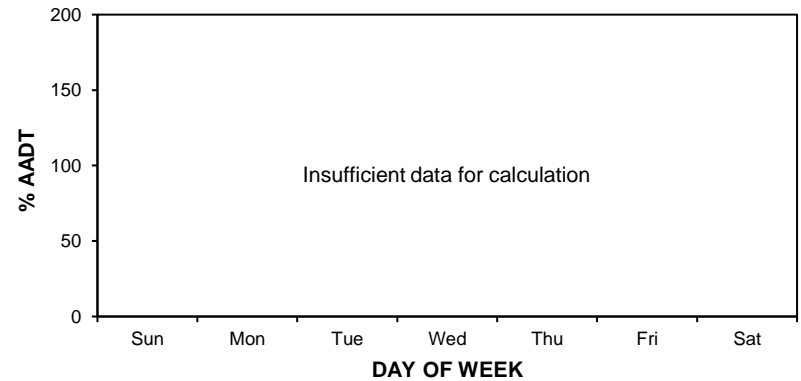 200
150
100
50
0
% AADT
Insufficient data for calculation
Sun Mon Tue Wed Thu Fri Sat
DAY OF WEEK